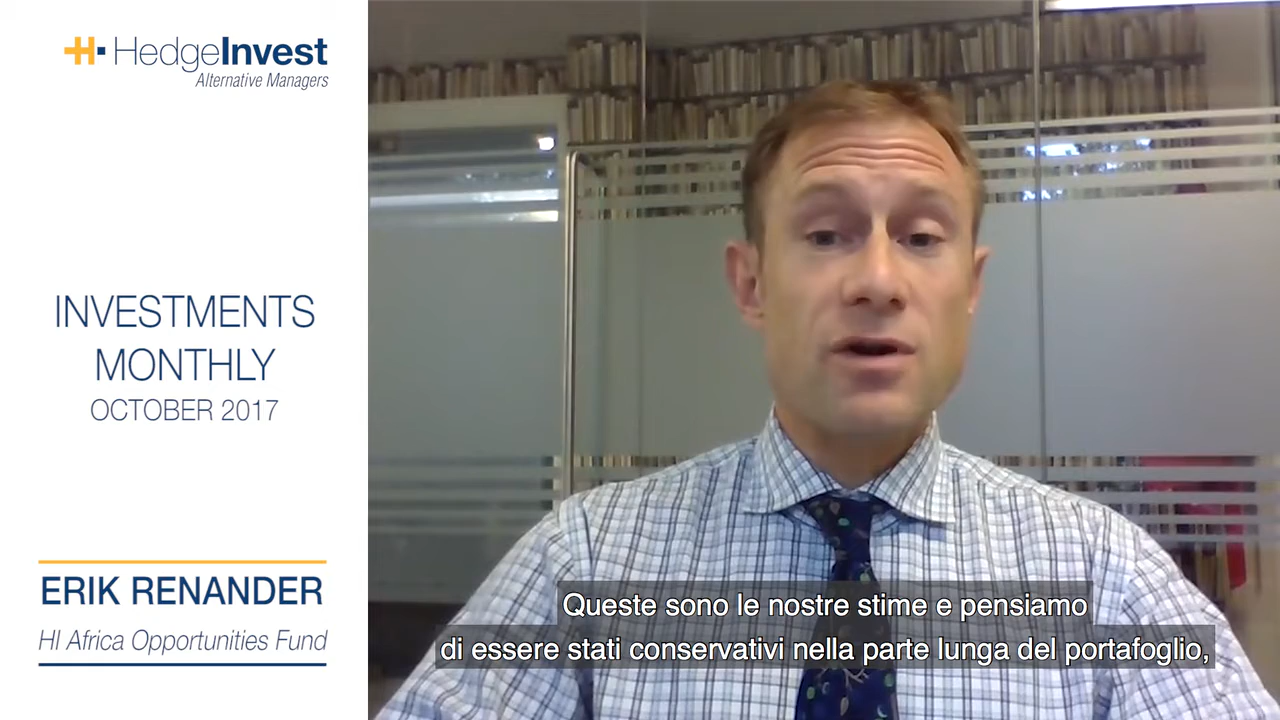 HedgeInvest
Alternative Managers
INVESTMENTS
MONTHLY
OCTOBER 2017
ERIK RENANDER
HI Africa Opportunities Fund
Queste sono le nostre stime e pensiamo
di essere stati conservativi nella parte lunga del portafoglio,